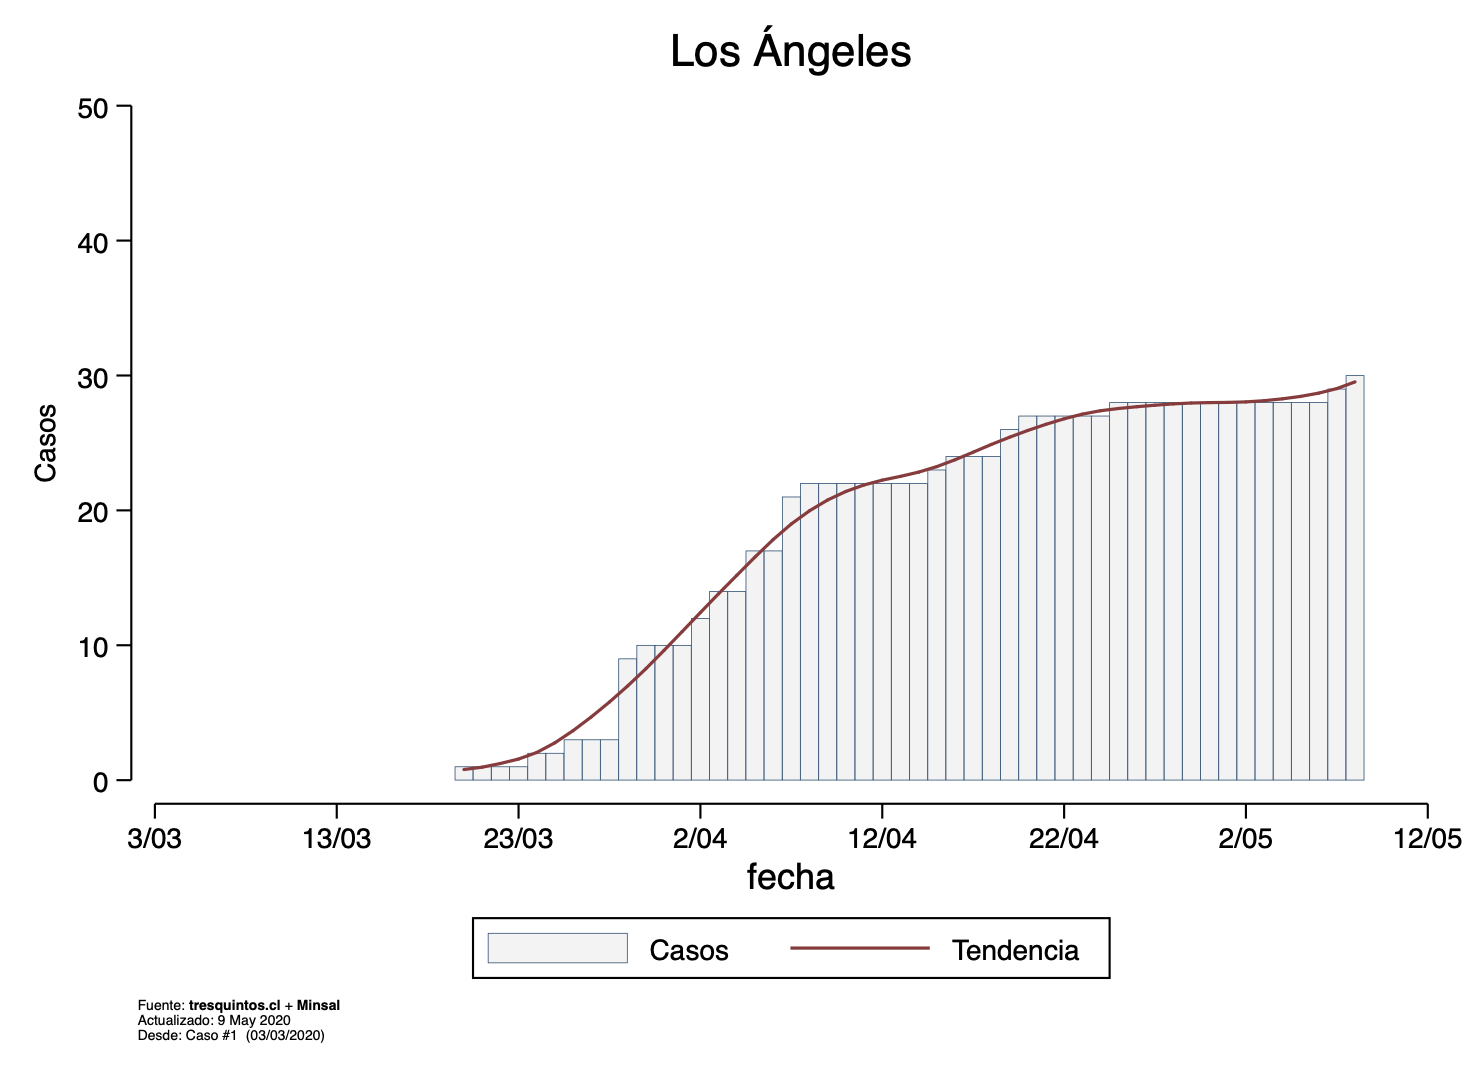 Los Ángeles
50
40
30
20
10
0
Casos
3/03 13/03 23/03 2/04 12/04 22/04 2/05 12/05
fecha
Casos Tendencia
Fuente: tresquintos.cl + Minsal
Actualizado: 9 May 2020
Desde: Caso #1 (03/03/2020)